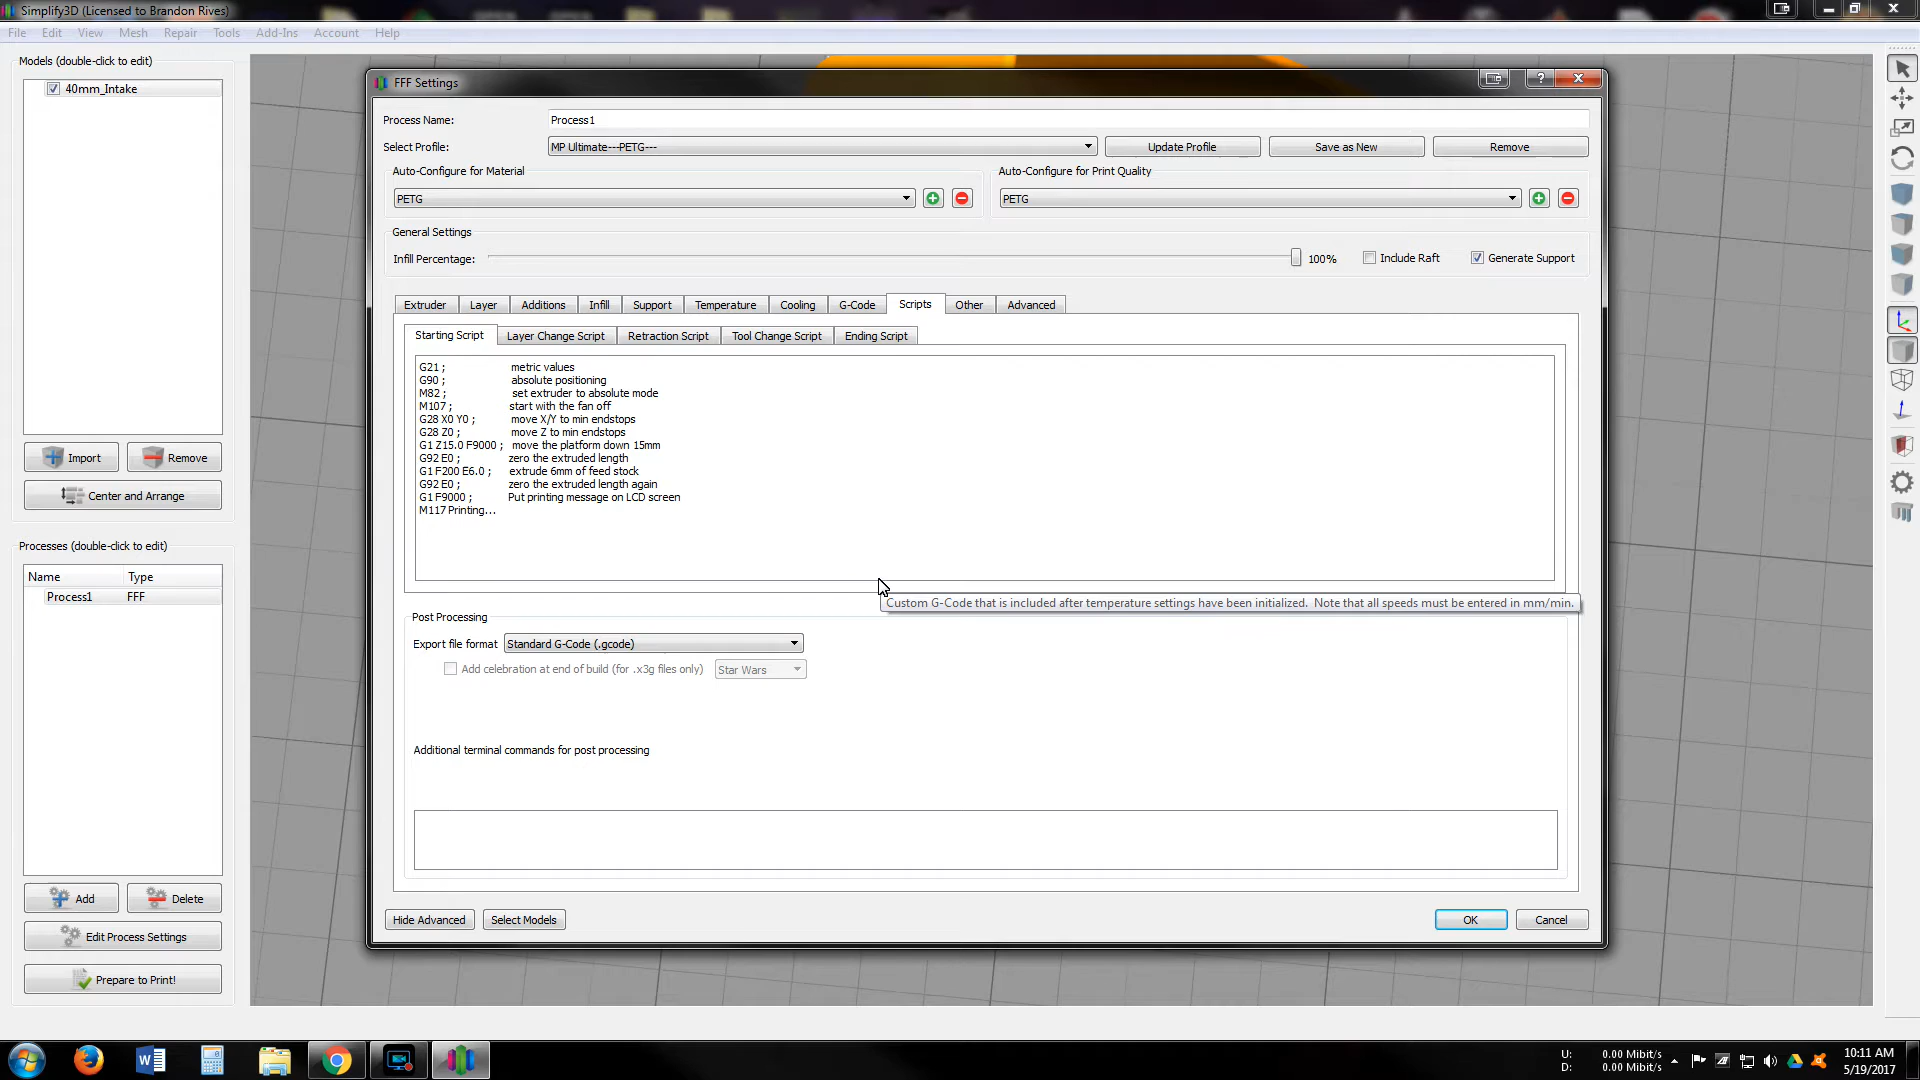 Simplify3D (Licensed to Brandon Rives)
File Edit View Mesh Repair Tools Add-Ins Account Help
Models (double-click to edit)
40mm_Intake
Import Remove
Center and Arrange
Processes (double-click to edit)
Name Type
Process1 FFF
Add Delete
Edit Process Settings
Prepare to Print!
FFF Settings
Process Name: Process1
Select Profile: MP Ultimate---PETG--- Update Profile Save as New Remove
Auto-Configure for Material Auto-Configure for Print Quality
PETG PETG
General Settings
Infill Percentage: 100% Include Raft Generate Support
Extruder Layer Additions Infill Support Temperature Cooling G-Code Scripts Other Advanced
Starting Script Layer Change Script Retraction Script Tool Change Script Ending Script
G21 ; metric values
G90 ; absolute positioning
M82 ; set extruder to absolute mode
M107 ; start with the fan off
G28 X0 Y0 ; move X/Y to min endstops
G28 Z0 ; move Z to min endstops
G1 Z15.0 F9000 ; move the platform down 15mm
G92 E0 ; zero the extruded length
G1 F200 E6.0 ; extrude 6mm of feed stock
G92 E0 ; zero the extruded length again
G1 F9000 ; Put printing message on LCD screen
M117 Printing...
Custom G-Code that is included after temperature settings have been initialized. Note that all speeds must be entered in mm/min.
Post Processing
Export file format Standard G-Code (.gcode)
Add celebration at end of build (for .x3g files only) Star Wars
Additional terminal commands for post processing
Hide Advanced Select Models OK Cancel
U: 0.00 Mibit/s
D: 0.00 Mibit/s
10:11 AM
5/19/2017